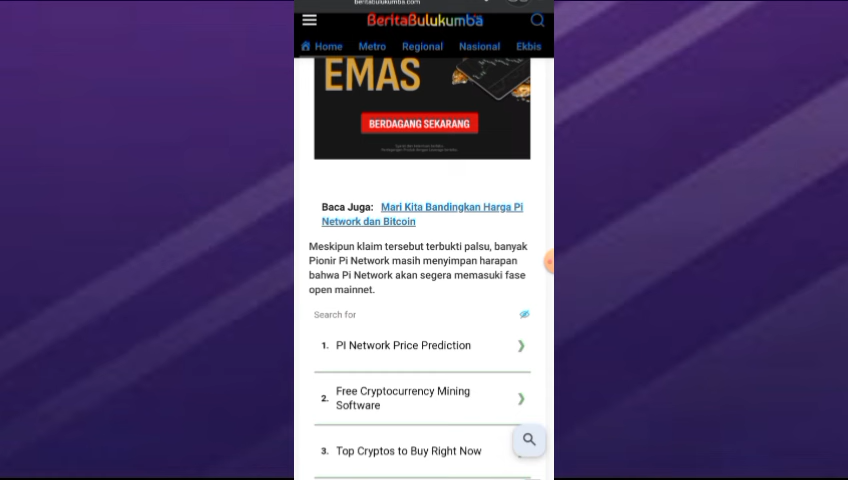 beritabulukumba.com
BeritaBulukumba
Home Metro Regional Nasional Ekbis
EMAS
BERDAGANG SEKARANG
Baca Juga: Mari Kita Bandingkan Harga Pi
Network dan Bitcoin
Meskipun klaim tersebut terbukti palsu, banyak
Pionir Pi Network masih menyimpan harapan
bahwa Pi Network akan segera memasuki fase
open mainnet.
Search for
1. PI Network Price Prediction
2. Free Cryptocurrency Mining
Software
3. Top Cryptos to Buy Right Now